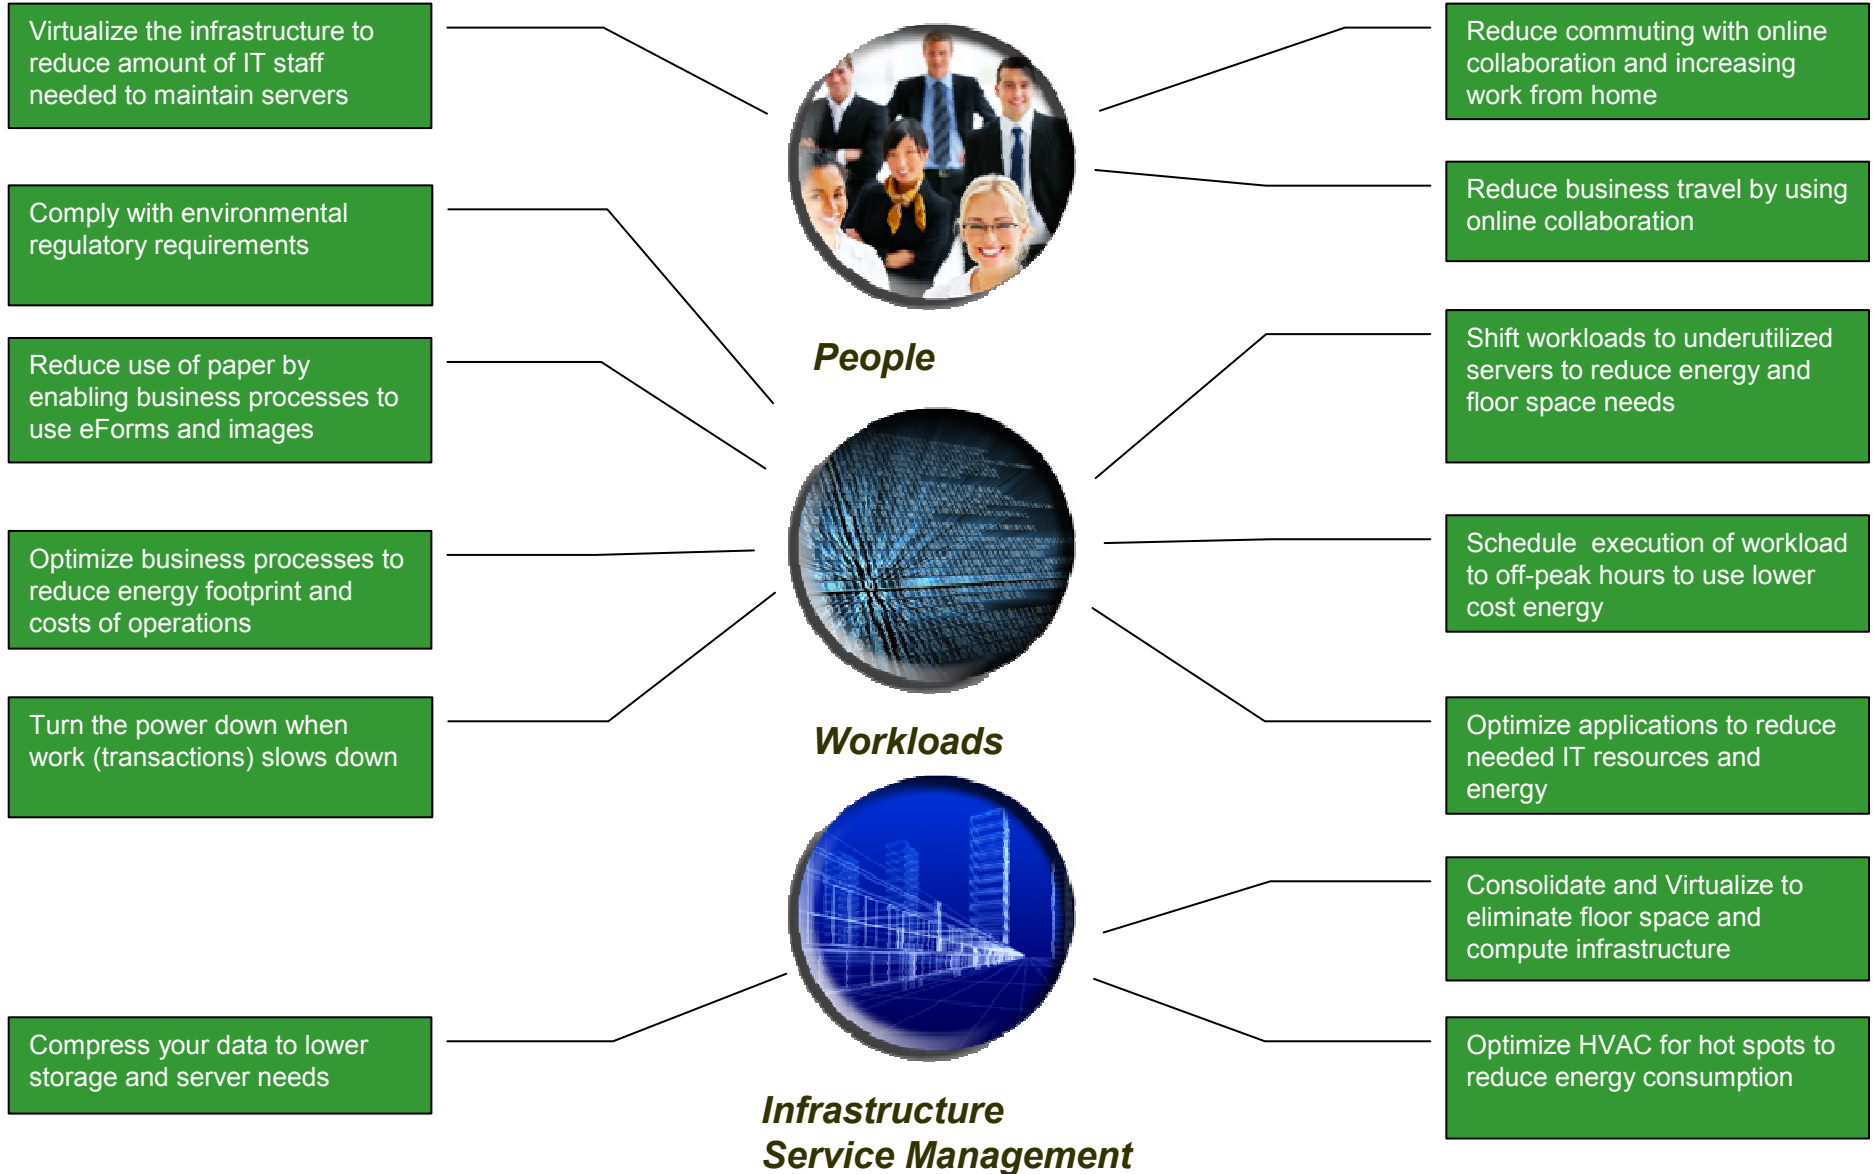 Virtualize the infrastructure to
reduce amount of IT staff
needed to maintain servers
Comply with environmental
regulatory requirements
Reduce use of paper by
enabling business processes to
use eForms and images
Optimize business processes to
reduce energy footprint and
costs of operations
Turn the power down when
work (transactions) slows down
Compress your data to lower
storage and server needs
People
Workloads
Infrastructure
Service Management
Reduce commuting with online
collaboration and increasing
work from home
Reduce business travel by using
online collaboration
Shift workloads to underutilized
servers to reduce energy and
floor space needs
Schedule  execution of workload
to off-peak hours to use lower
cost energy
Optimize applications to reduce
needed IT resources and
energy
Consolidate and Virtualize to
eliminate floor space and
compute infrastructure
Optimize HVAC for hot spots to
reduce energy consumption